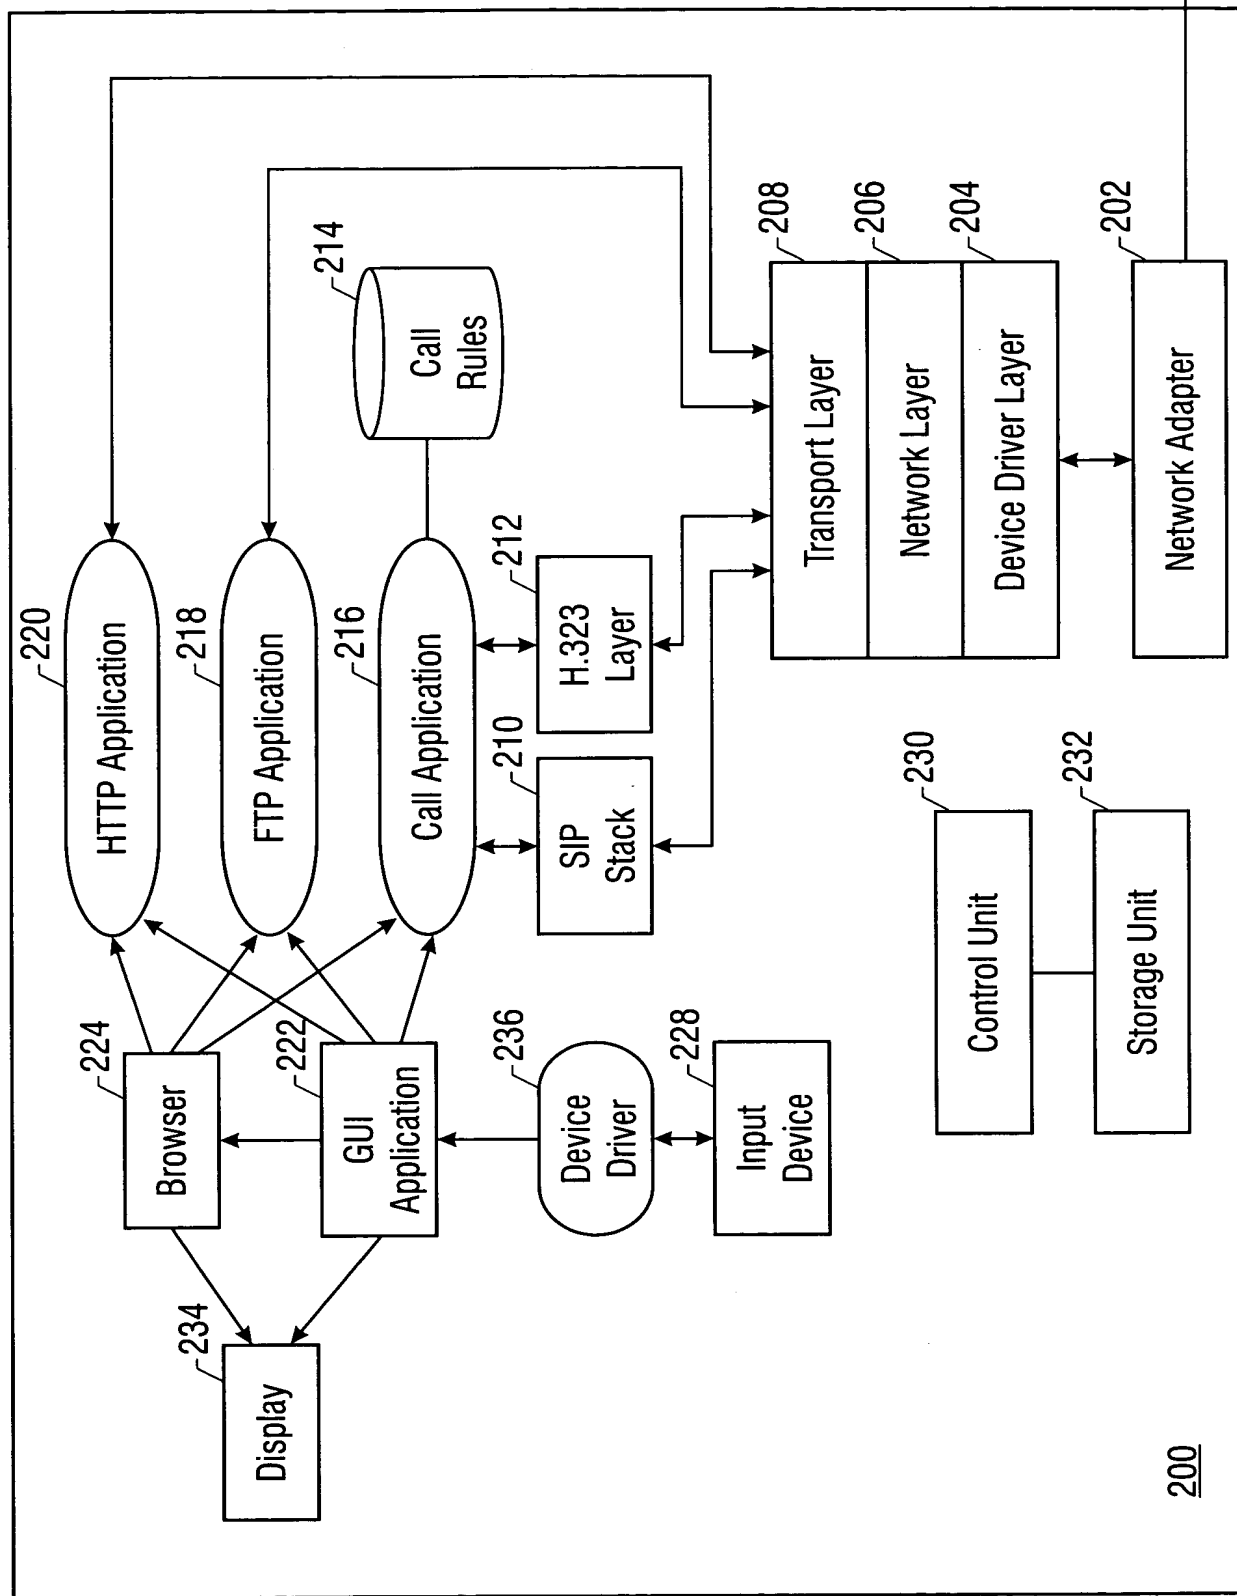 220
HTTP Application
218
FTP Application
216
Call Application
214
Call
Rules
224
Browser
222
GUI
Application
234
Display
236
Device
Driver
228
Input
Device
210
SIP
Stack
212
H.323
Layer
208
Transport Layer
206
Network Layer
204
Device Driver Layer
202
Network Adapter
230
Control Unit
232
Storage Unit
200